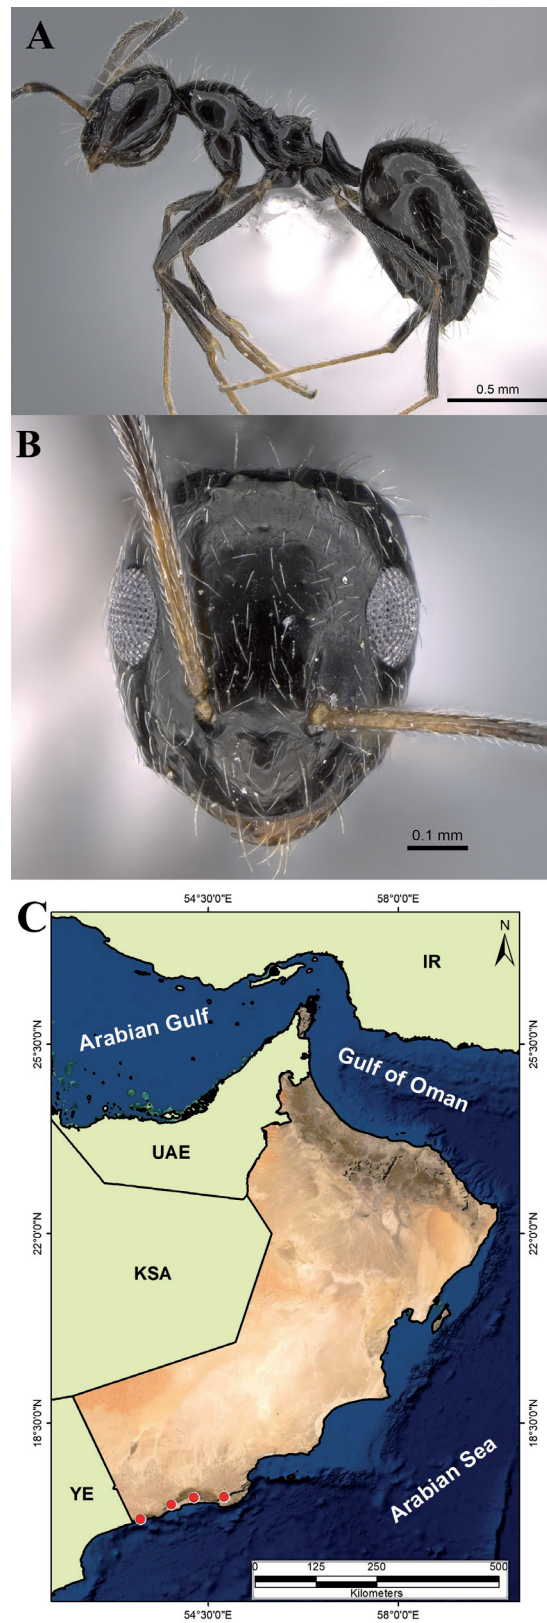 A
0.5 mm
B
0.1 mm
C
54°30'0"E
58°0'0"E
N
IR
Arabian Gulf
Gulf of Oman
25°30'0"N
25°30'0"N
UAE
22°0'0"N
22°0'0"N
KSA
18°30'0"N
18°30'0"N
YE
Arabian Sea
0 125 250 500
Kilometers
54°30'0"E
58°0'0"E